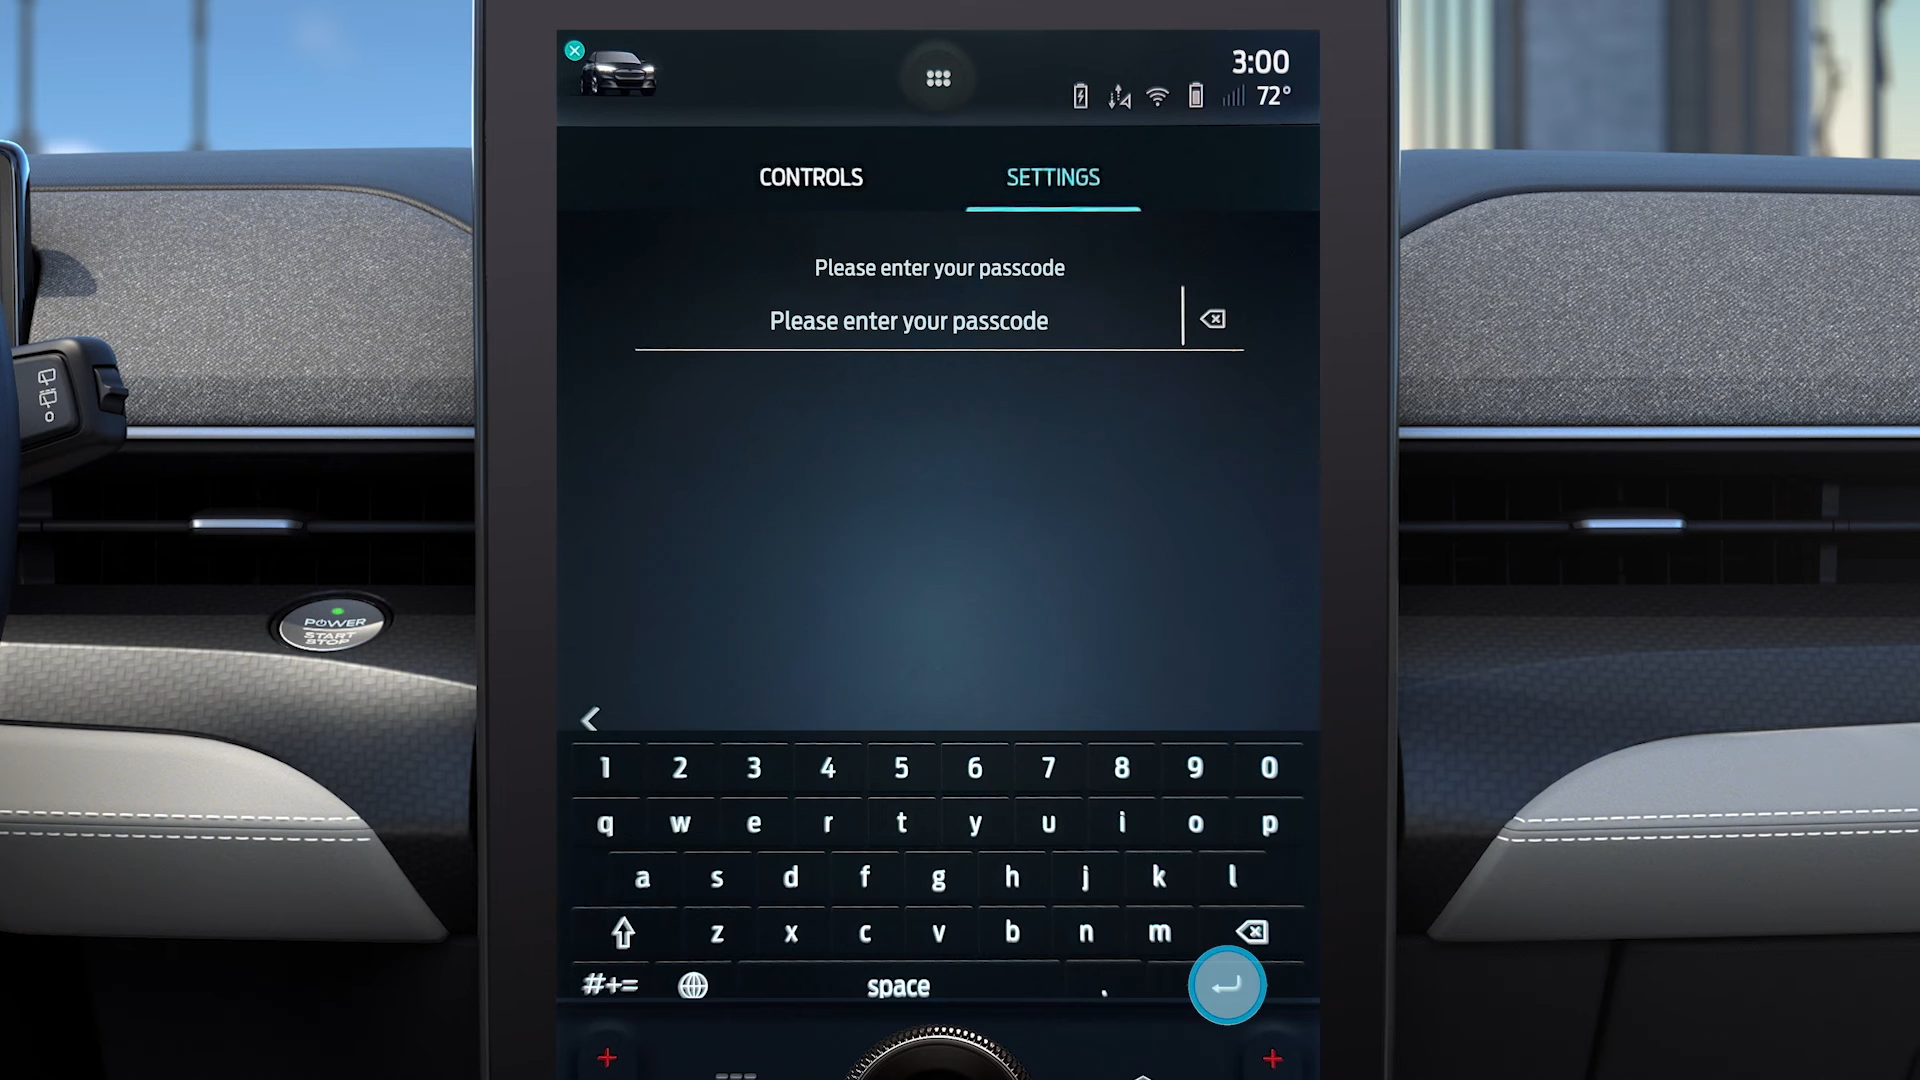 3:00
72°
CONTROLS SETTINGS
Please enter your passcode
Please enter your passcode
1 2 3 4 5 6 7 8 9 0
q w e r t y u i o p
a s d f g h j k l
z x c v b n m
#+= space .
POWER
START
STOP
O